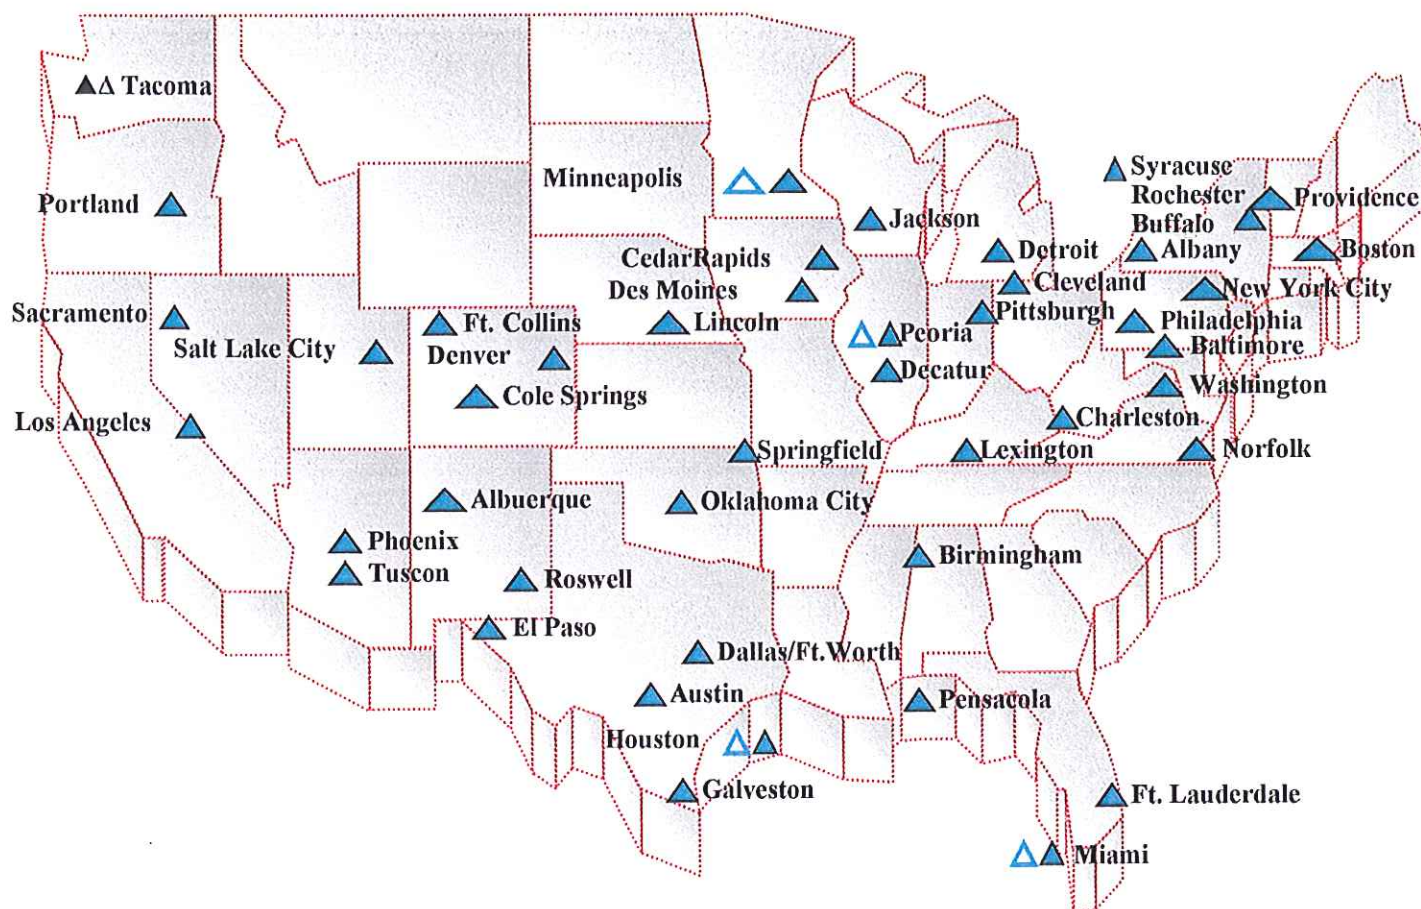 Δ Tacoma
Portland
Minneapolis
Jackson
Syracuse
Rochester
Buffalo
Providence
Albany
Boston
Detroit
Cleveland
CedarRapids
Des Moines
New York City
Sacramento
Ft. Collins
Lincoln
Pittsburgh
Philadelphia
Salt Lake City
Denver
Peoria
Baltimore
Decatur
Washington
Cole Springs
Charleston
Los Angeles
Springfield
Lexington
Norfolk
Albuerque
Oklahoma City
Phoenix
Birmingham
Tuscon
Roswell
El Paso
Dallas/Ft.Worth
Austin
Pensacola
Houston
Galveston
Ft. Lauderdale
Miami